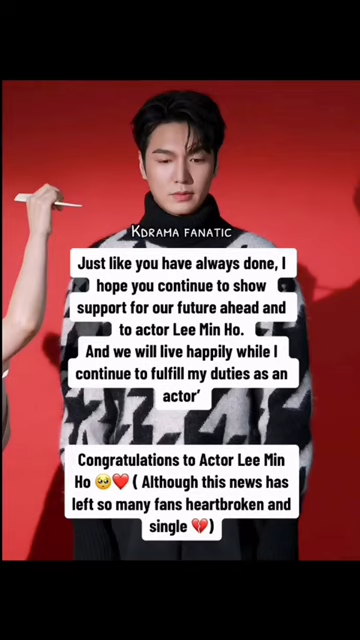 KDRAMA FANATIC
Just like you have always done, I
hope you continue to show
support for our future ahead and
to actor Lee Min Ho.
And we will live happily while I
continue to fulfill my duties as an
actor’
Congratulations to Actor Lee Min
Ho 🥺❤️ ( Although this news has
left so many fans heartbroken and
single 💔)